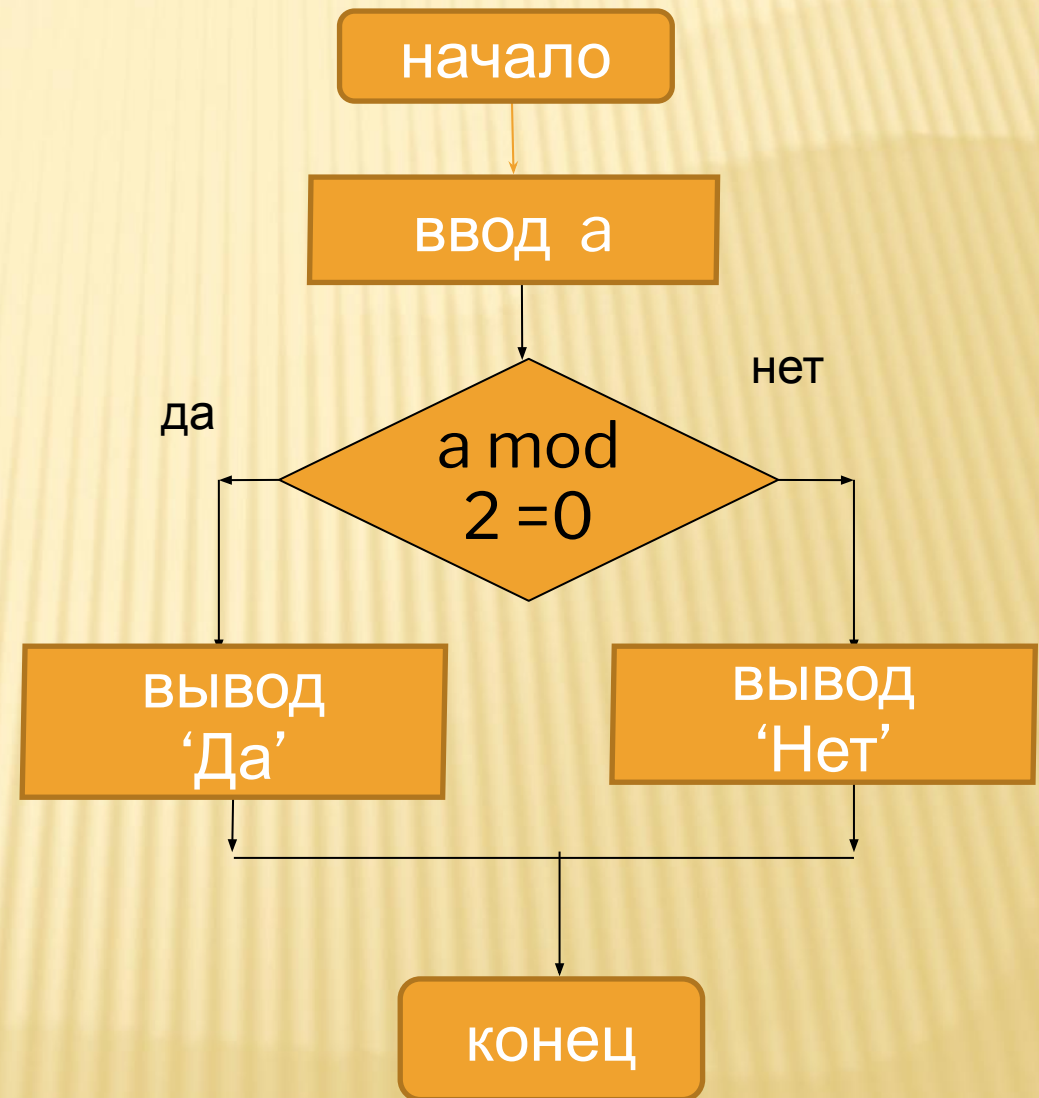 начало
ввод а
нет
да
a mod
2 =0
вывод
‘Да’
вывод
‘Нет’
конец